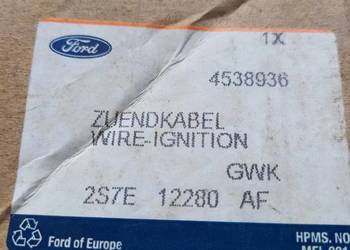 Ford
1X
4538936
ZUENDKABEL
WIRE-IGNITION
GWK
2S7E 12280 AF
HPMS. NO
Ford of Europe